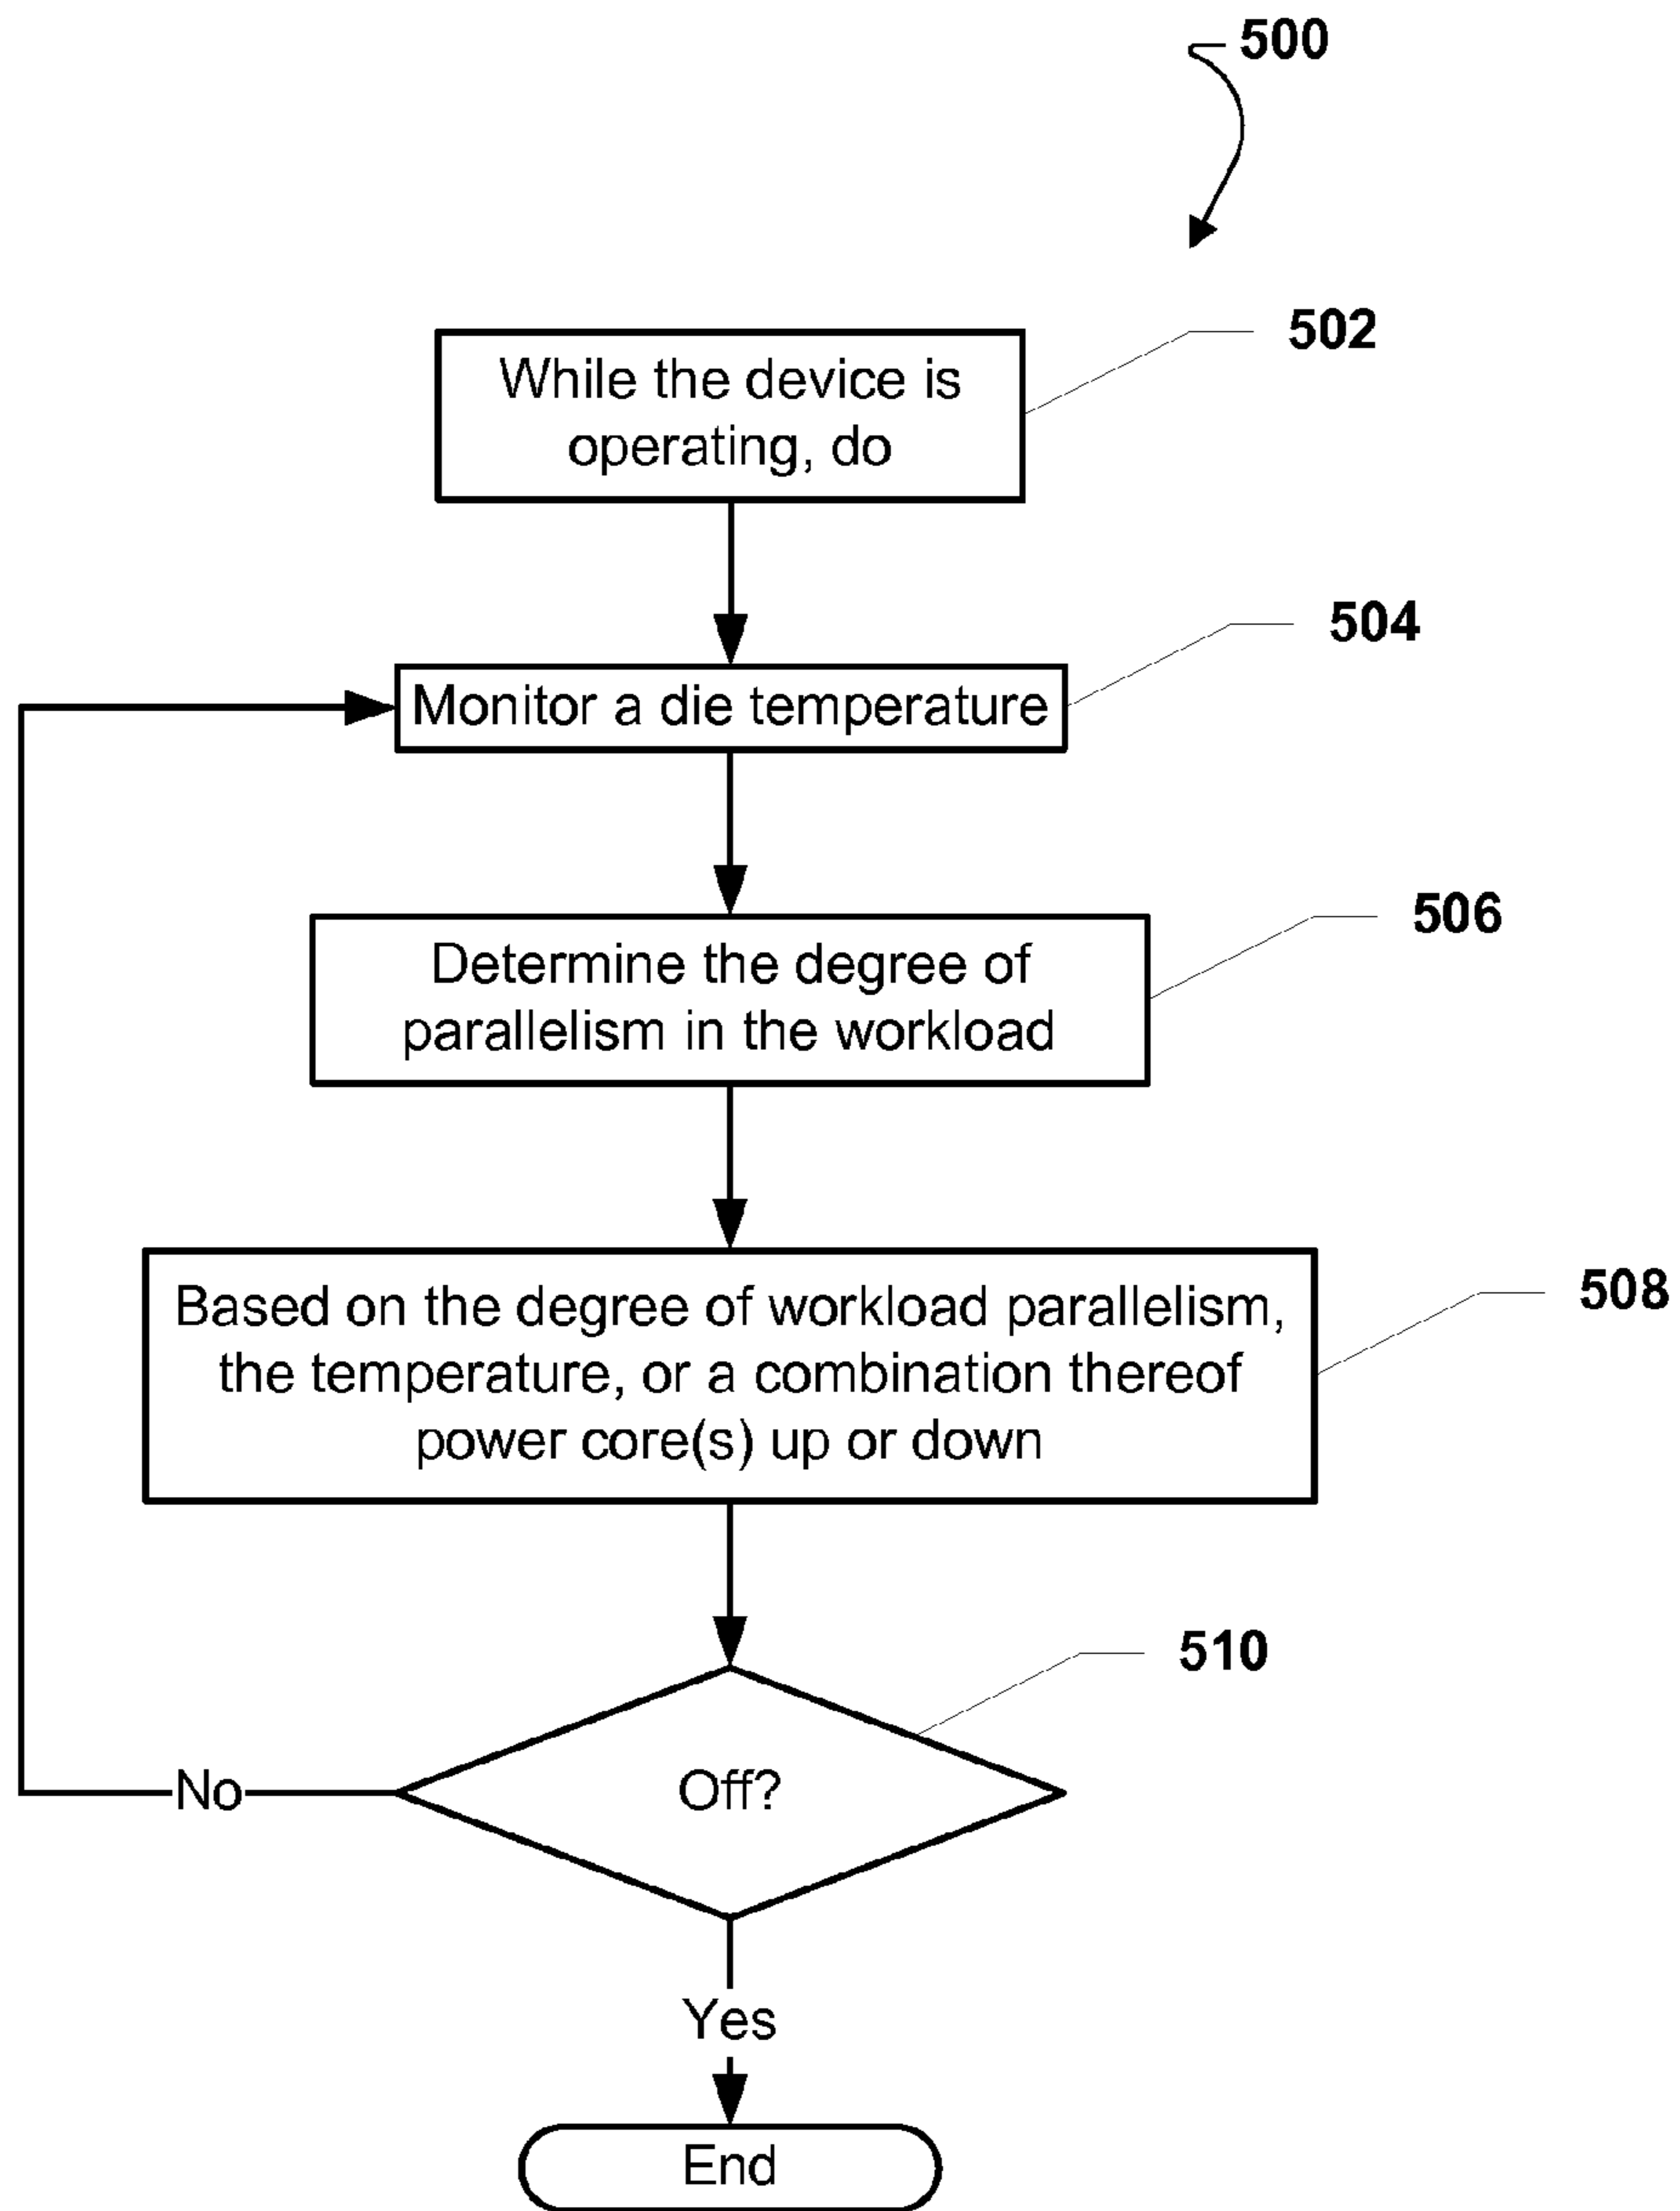 500
502
While the device is
operating, do
504
Monitor a die temperature
506
Determine the degree of
parallelism in the workload
508
Based on the degree of workload parallelism,
the temperature, or a combination thereof
power core(s) up or down
510
Off?
No
Yes
End